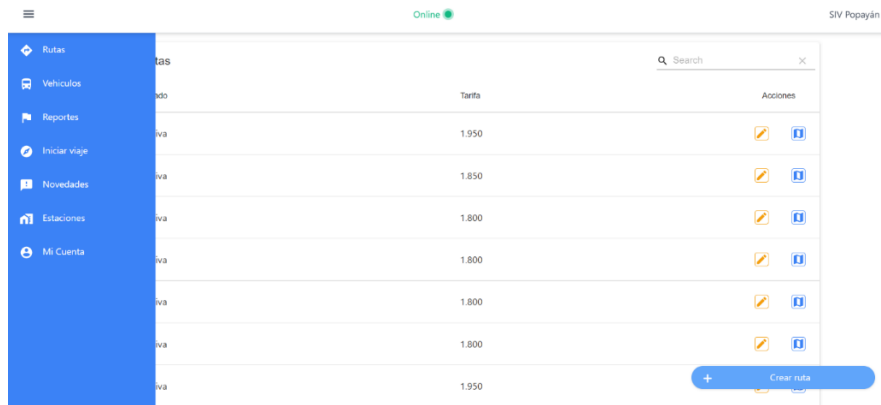 Online
SIV Popayán
Rutas
Vehiculos
Reportes
Iniciar viaje
Novedades
Estaciones
Mi Cuenta
tas
Search
ado
Tarifa
Acciones
iva
1.950
iva
1.850
iva
1.800
iva
1.800
iva
1.800
iva
1.800
iva
1.950
+ Crear ruta